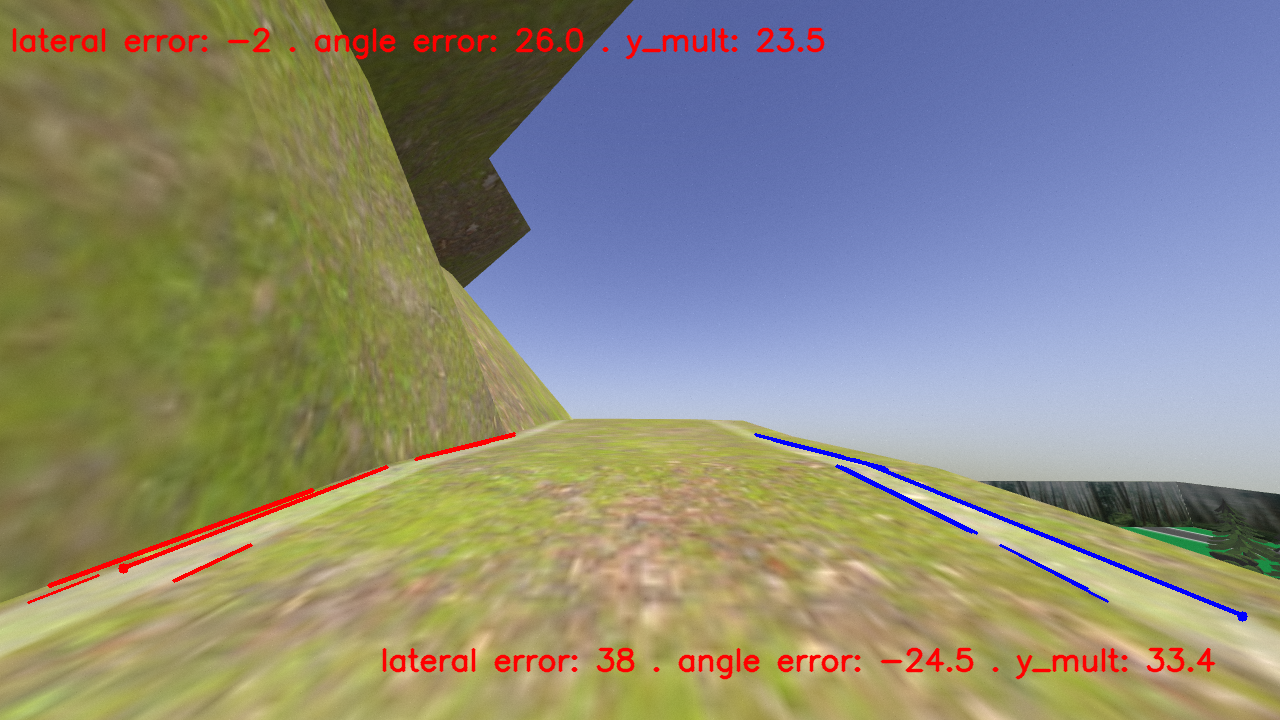 lateral error: -2 . angle error: 26.0 . y_mult: 23.5
lateral error: 38 . angle error: -24.5 . y_mult: 33.4